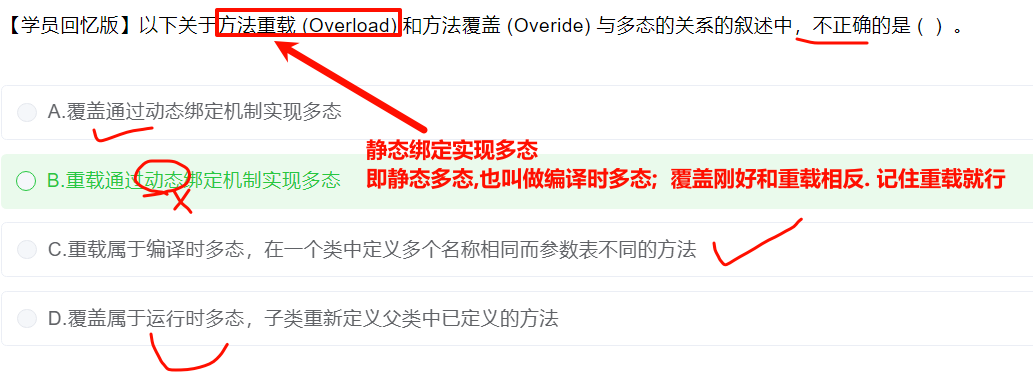 【学员回忆版】以下关于方法重载 (Overload) 和方法覆盖 (Overide) 与多态的关系的叙述中，不正确的是 ( ) 。
A.覆盖通过动态绑定机制实现多态
静态绑定实现多态
B.重载通过动态绑定机制实现多态
即静态多态,也叫做编译时多态; 覆盖刚好和重载相反. 记住重载就行
C.重载属于编译时多态，在一个类中定义多个名称相同而参数表不同的方法
D.覆盖属于运行时多态，子类重新定义父类中已定义的方法